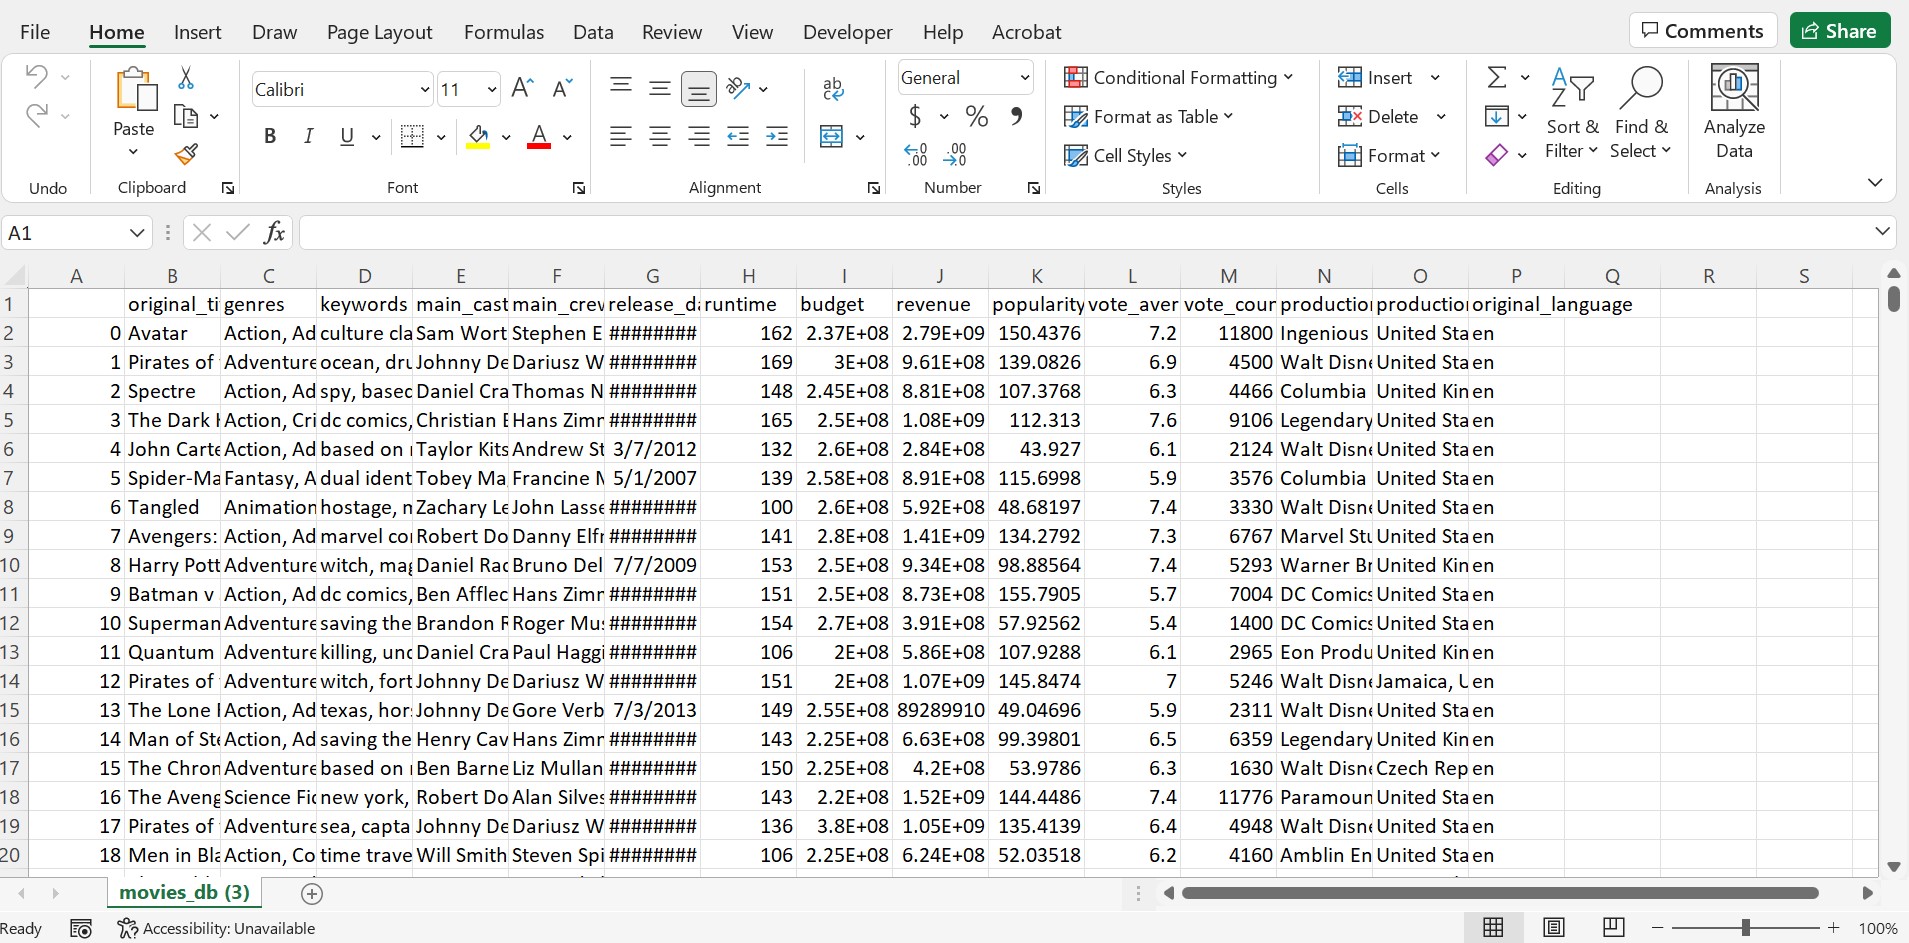 File Home Insert Draw Page Layout Formulas Data Review View Developer Help Acrobat Comments Share
Calibri 11 General Conditional Formatting Insert
Paste $ % Format as Table Delete Sort & Filter Find & Select Analyze Data
B I U A Cell Styles Format
Undo Clipboard Font Alignment Number Styles Cells Editing Analysis
A1 fx
A B C D E F G H I J K L M N O P Q R S
1 original_ti genres keywords main_cast main_crew release_da runtime budget revenue popularity vote_aver vote_cour production production original_language
2 0 Avatar Action, Ad culture cla Sam Wort Stephen E ######## 162 2.37E+08 2.79E+09 150.4376 7.2 11800 Ingenious United Sta en
3 1 Pirates of Adventure ocean, dru Johnny De Dariusz W ######## 169 3E+08 9.61E+08 139.0826 6.9 4500 Walt Disne United Sta en
4 2 Spectre Action, Ad spy, based Daniel Cra Thomas N ######## 148 2.45E+08 8.81E+08 107.3768 6.3 4466 Columbia United Kin en
5 3 The Dark K Action, Cri dc comics, Christian E Hans Zimm ######## 165 2.5E+08 1.08E+09 112.313 7.6 9106 Legendary United Sta en
6 4 John Carte Action, Ad based on Taylor Kits Andrew St 3/7/2012 132 2.6E+08 2.84E+08 43.927 6.1 2124 Walt Disne United Sta en
7 5 Spider-Ma Fantasy, A dual ident Tobey Ma Francine M 5/1/2007 139 2.58E+08 8.91E+08 115.6998 5.9 3576 Columbia United Sta en
8 6 Tangled Animation hostage, m Zachary Le John Lasse ######## 100 2.6E+08 5.92E+08 48.68197 7.4 3330 Walt Disne United Sta en
9 7 Avengers: Action, Ad marvel co Robert Do Danny Elfr ######## 141 2.8E+08 1.41E+09 134.2792 7.3 6767 Marvel Stu United Sta en
10 8 Harry Pott Adventure witch, mag Daniel Rad Bruno Del 7/7/2009 153 2.5E+08 9.34E+08 98.88564 7.4 5293 Warner Br United Kin en
11 9 Batman v Action, Ad dc comics, Ben Afflec Hans Zimm ######## 151 2.5E+08 8.73E+08 155.7905 5.7 7004 DC Comics United Sta en
12 10 Superman Adventure saving the Brandon R Roger Mus ######## 154 2.7E+08 3.91E+08 57.92562 5.4 1400 DC Comics United Sta en
13 11 Quantum Adventure killing, und Daniel Cra Paul Haggi ######## 106 2E+08 5.86E+08 107.9288 6.1 2965 Eon Produ United Kin en
14 12 Pirates of Adventure witch, fort Johnny De Dariusz W ######## 151 2E+08 1.07E+09 145.8474 7 5246 Walt Disne Jamaica, U en
15 13 The Lone Action, Ad texas, hors Johnny De Gore Verb 7/3/2013 149 2.55E+08 89289910 49.04696 5.9 2311 Walt Disne United Sta en
16 14 Man of Ste Action, Ad saving the Henry Cav Hans Zimm ######## 143 2.25E+08 6.63E+08 99.39801 6.5 6359 Legendary United Kin en
17 15 The Chron Adventure based on Ben Barne Liz Mullan ######## 150 2.25E+08 4.2E+08 53.9786 6.3 1630 Walt Disne Czech Rep en
18 16 The Aveng Science Fic new york, Robert Do Alan Silves ######## 143 2.2E+08 1.52E+09 144.4486 7.4 11776 Paramoun United Sta en
19 17 Pirates of Adventure sea, capta Johnny De Dariusz W ######## 136 3.8E+08 1.05E+09 135.4139 6.4 4948 Walt Disne United Sta en
20 18 Men in Bla Action, Co time trave Will Smith Steven Spi ######## 106 2.25E+08 6.24E+08 52.03518 6.2 4160 Amblin En United Sta en
movies_db (3)
Ready Accessibility: Unavailable 100%